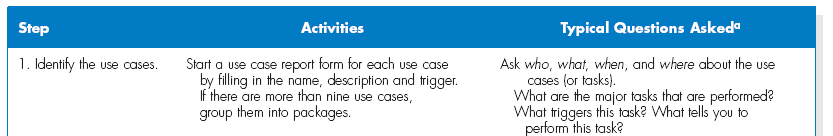 Step Activities Typical Questions Askedᵃ
1. Identify the use cases. Start a use case report form for each use case Ask who, what, when, and where about the use
by filling in the name, description and trigger. cases (or tasks).
If there are more than nine use cases, What are the major tasks that are performed?
group them into packages. What triggers this task? What tells you to
perform this task?